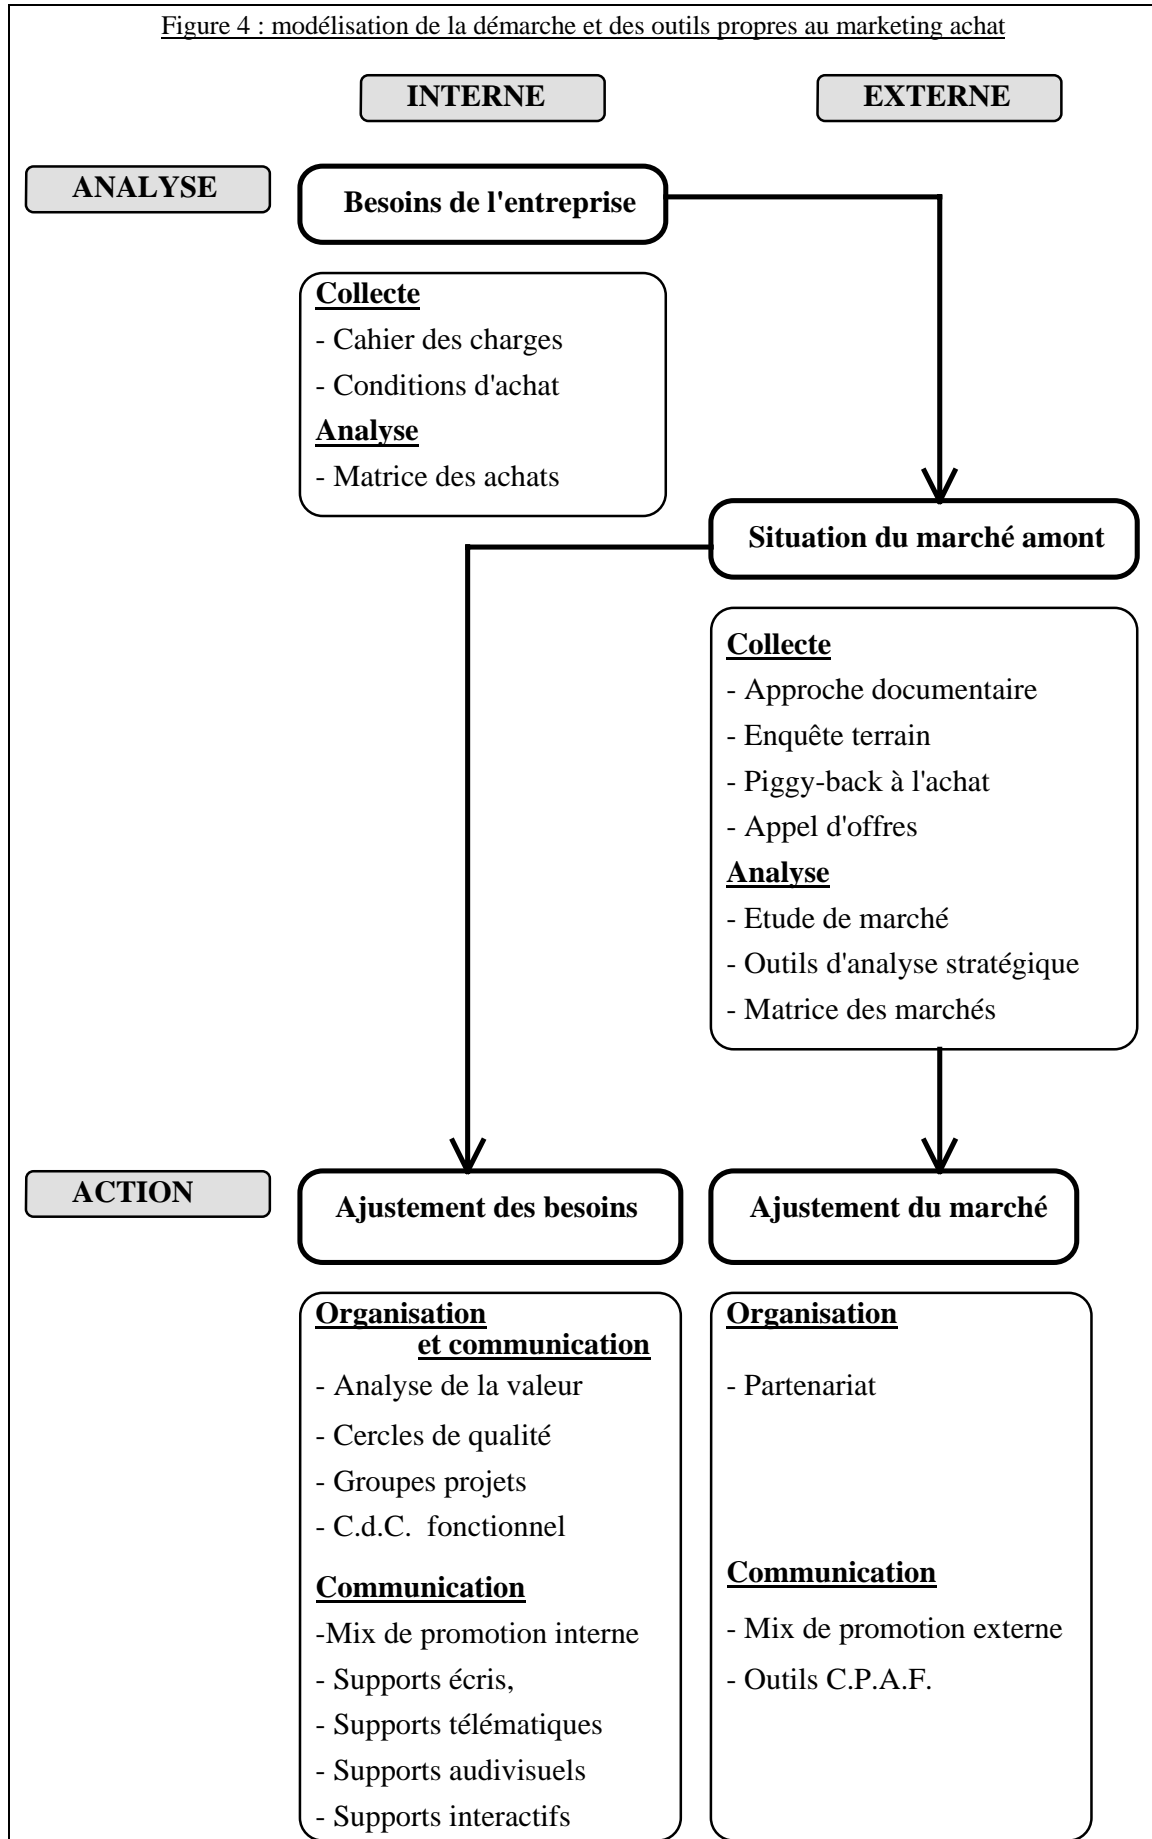 Figure 4 : modélisation de la démarche et des outils propres au marketing achat
INTERNE
EXTERNE
ANALYSE
Besoins de l'entreprise
Collecte
- Cahier des charges
- Conditions d'achat
Analyse
- Matrice des achats
Situation du marché amont
Collecte
- Approche documentaire
- Enquête terrain
- Piggy-back à l'achat
- Appel d'offres
Analyse
- Etude de marché
- Outils d'analyse stratégique
- Matrice des marchés
ACTION
Ajustement des besoins
Ajustement du marché
Organisation
et communication
- Analyse de la valeur
- Cercles de qualité
- Groupes projets
- C.d.C. fonctionnel
Communication
-Mix de promotion interne
- Supports écris,
- Supports télématiques
- Supports audivisuels
- Supports interactifs
Organisation
- Partenariat
Communication
- Mix de promotion externe
- Outils C.P.A.F.